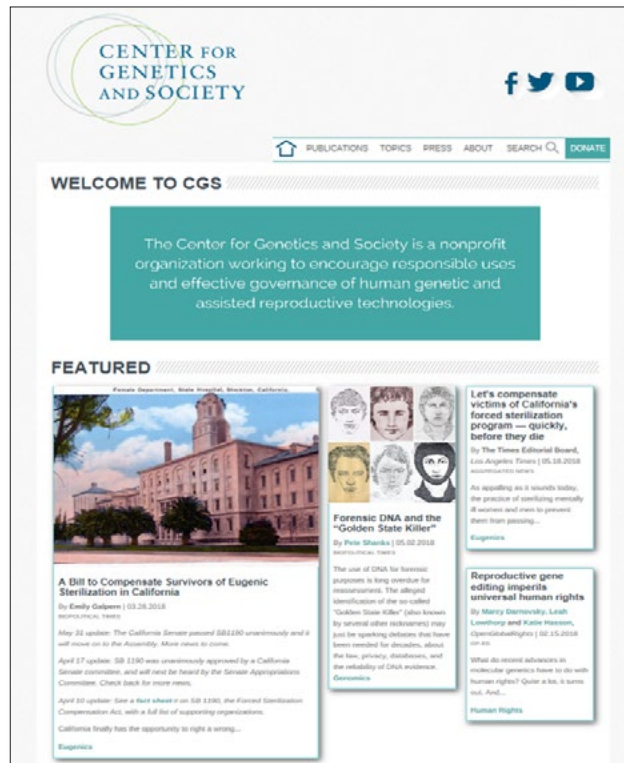 CENTER FOR
GENETICS
AND SOCIETY
PUBLICATIONS TOPICS PRESS ABOUT SEARCH DONATE
WELCOME TO CGS
The Center for Genetics and Society is a nonprofit
organization working to encourage responsible uses
and effective governance of human genetic and
assisted reproductive technologies.
FEATURED
Female Department, State Hospital, Stockton, California.
A Bill to Compensate Survivors of Eugenic
Sterilization in California
By Emily Galpern | 03.28.2018
BIOPOLITICAL TIMES
May 31 update: The California Senate passed SB1190 unanimously and it
will move on to the Assembly. More news to come.
April 17 update: SB 1190 was unanimously approved by a California
Senate committee, and will next be heard by the Senate Appropriations
Committee. Check back for more news.
April 10 update: See a fact sheet on SB 1190, the Forced Sterilization
Compensation Act, with a full list of supporting organizations.
California finally has the opportunity to right a wrong...
Eugenics
Forensic DNA and the
"Golden State Killer"
By Pete Shanks | 05.02.2018
BIOPOLITICAL TIMES
The use of DNA for forensic
purposes is long overdue for
reassessment. The alleged
identification of the so-called
"Golden State Killer" (also known
by several other nicknames) may
just be sparking debates that have
been needed for decades, about
the law, privacy, databases, and
the reliability of DNA evidence.
Genomics
Let's compensate
victims of California's
forced sterilization
program — quickly,
before they die
By The Times Editorial Board,
Los Angeles Times | 05.18.2018
AGGREGATED NEWS
As appalling as it sounds today,
the practice of sterilizing mentally
ill women and men to prevent
them from passing...
Eugenics
Reproductive gene
editing imperils
universal human rights
By Marcy Darnovsky, Leah
Lowthorp and Katie Hasson,
OpenGlobalRights | 02.15.2018
OP-ED
What do recent advances in
molecular genetics have to do with
human rights? Quite a lot, it turns
out. And...
Human Rights